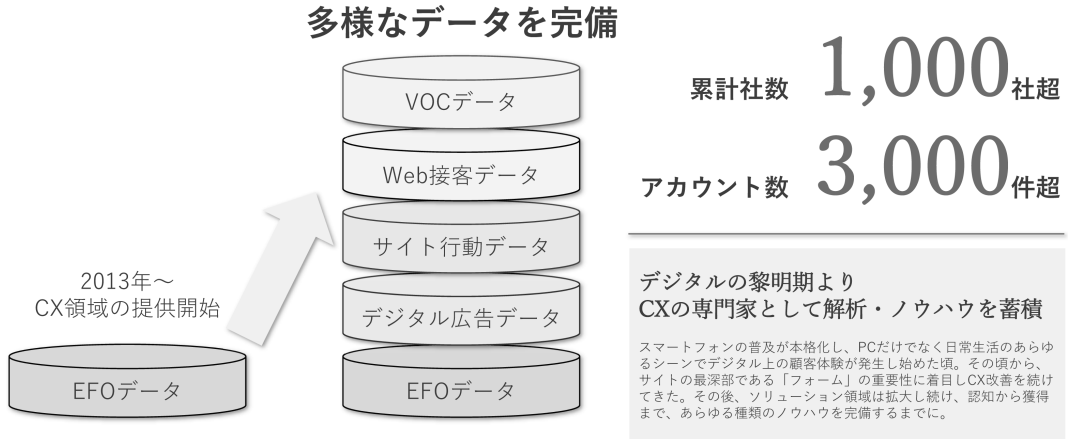 多様なデータを完備
VOCデータ
Web接客データ
サイト行動データ
デジタル広告データ
EFOデータ
2013年〜
CX領域の提供開始
EFOデータ
累計社数 1,000社超
アカウント数 3,000件超
デジタルの黎明期より
CXの専門家として解析・ノウハウを蓄積
スマートフォンの普及が本格化し、PCだけでなく日常生活のあらゆ
るシーンでデジタル上の顧客体験が発生し始めた頃。その頃から、
サイトの最深部である「フォーム」の重要性に着目しCX改善を続け
てきた。その後、ソリューション領域は拡大し続け、認知から獲得
まで、あらゆる種類のノウハウを完備するまでに。